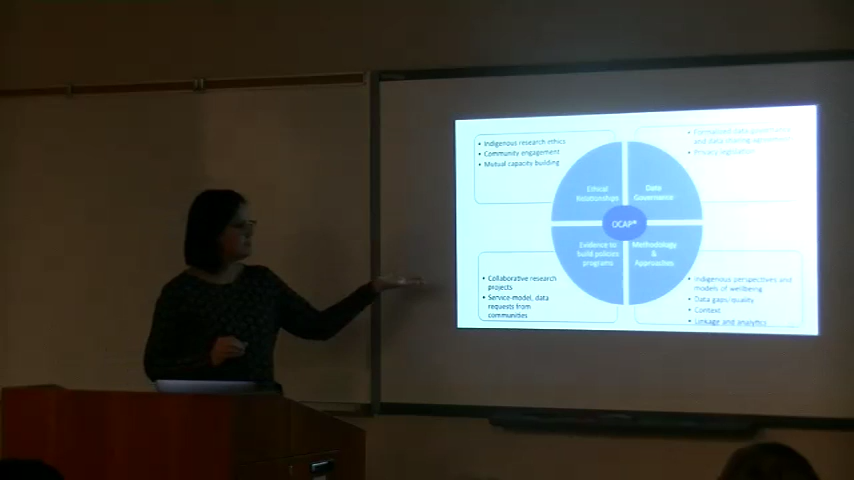 • Indigenous research ethics
• Community engagement
• Mutual capacity building
• Formalized data governance
and data sharing agreements
• Privacy legislation
Ethical
Relationships
Data
Governance
OCAP®
Evidence to
build policies
programs
Methodology
&
Approaches
• Collaborative research
projects
• Service-model, data
requests from
communities
• Indigenous perspectives and
models of wellbeing
• Data gaps/quality
• Context
• Linkage and analytics